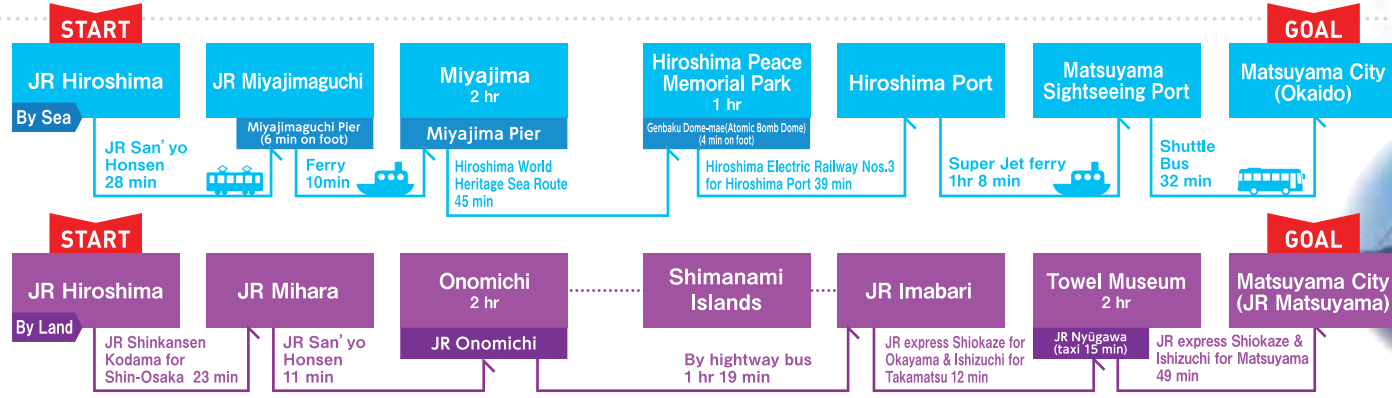 START
GOAL
JR Hiroshima
By Sea
JR San' yo
Honsen
28 min
JR Miyajimaguchi
Miyajimaguchi Pier
(6 min on foot)
Ferry
10min
Miyajima
2 hr
Miyajima Pier
Hiroshima World
Heritage Sea Route
45 min
Hiroshima Peace
Memorial Park
1 hr
Genbaku Dome-mae(Atomic Bomb Dome)
(4 min on foot)
Hiroshima Electric Railway Nos.3
for Hiroshima Port 39 min
Hiroshima Port
Super Jet ferry
1hr 8 min
Matsuyama
Sightseeing Port
Shuttle
Bus
32 min
Matsuyama City
(Okaido)
START
GOAL
JR Hiroshima
By Land
JR Shinkansen
Kodama for
Shin-Osaka 23 min
JR Mihara
JR San' yo
Honsen
11 min
Onomichi
2 hr
JR Onomichi
Shimanami
Islands
By hightway bus
1 hr 19 min
JR Imabari
JR express Shiokaze for
Okayama & Ishizuchi for
Takamatsu 12 min
Towel Museum
2 hr
JR Nyūgawa
(taxi 15 min)
JR express Shiokaze &
Ishizuchi for Matsuyama
49 min
Matsuyama City
(JR Matsuyama)